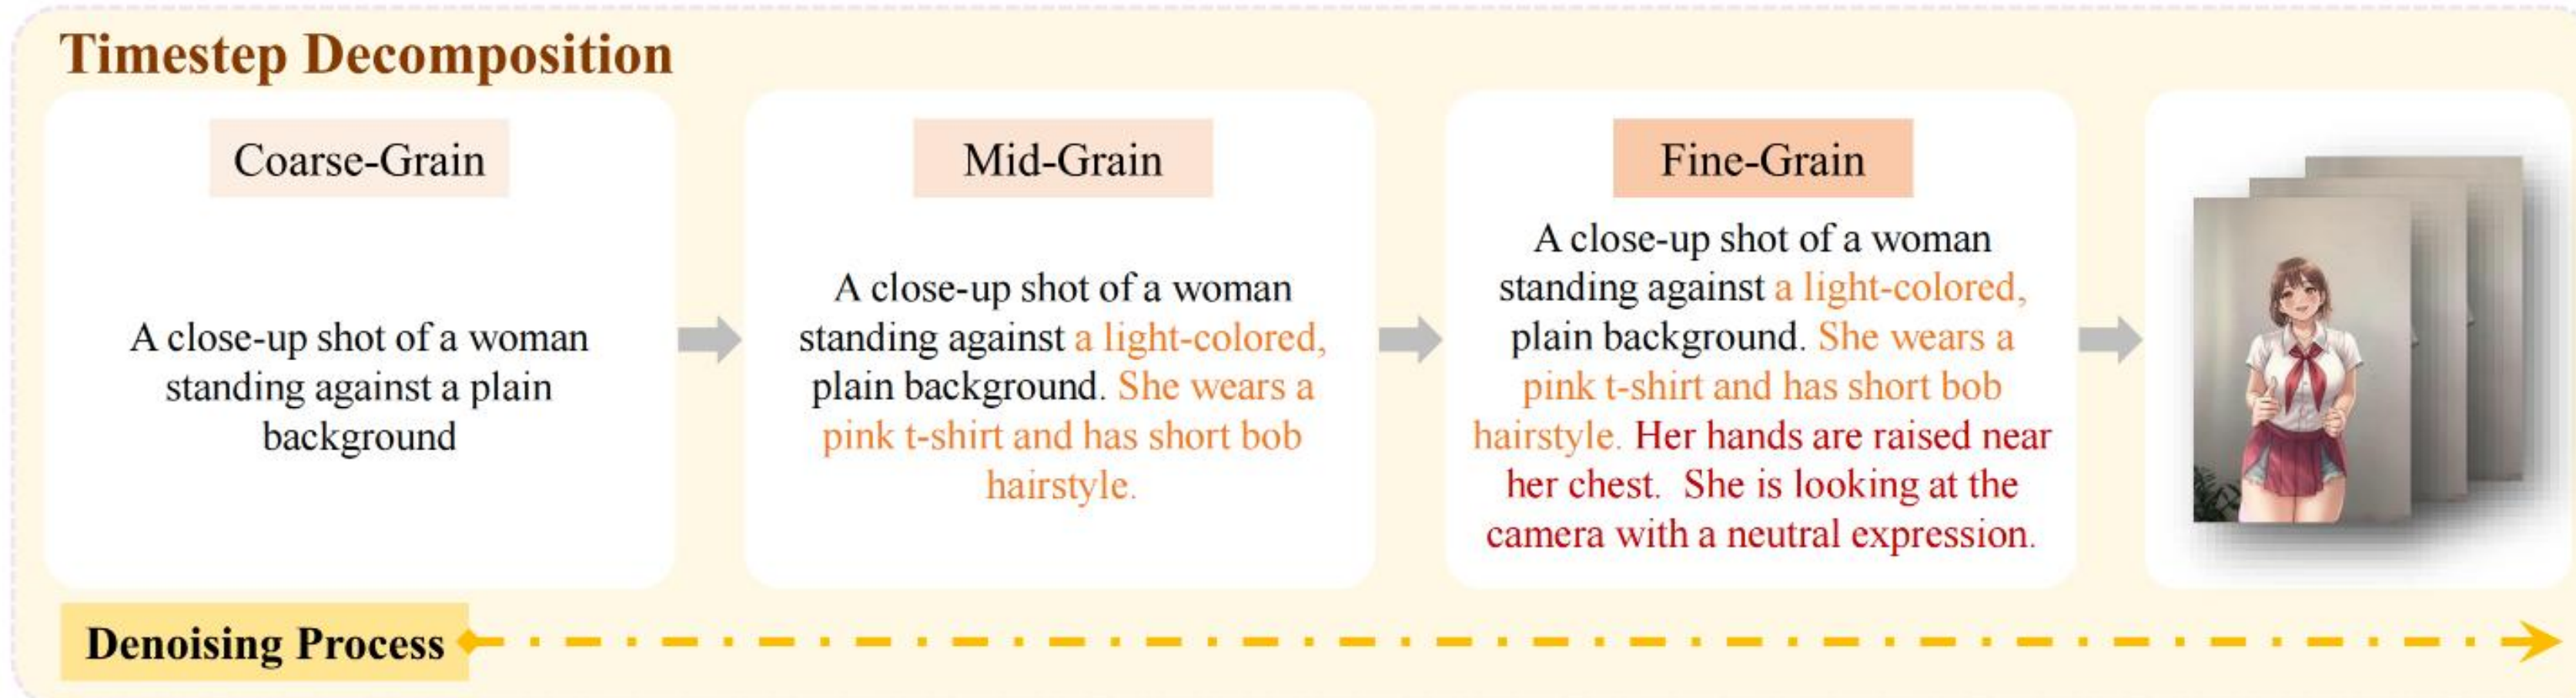 Timestep Decomposition
Coarse-Grain
A close-up shot of a woman
standing against a plain
background
Mid-Grain
A close-up shot of a woman
standing against a light-colored,
plain background. She wears a
pink t-shirt and has short bob
hairstyle.
Fine-Grain
A close-up shot of a woman
standing against a light-colored,
plain background. She wears a
pink t-shirt and has short bob
hairstyle. Her hands are raised near
her chest.  She is looking at the
camera with a neutral expression.
Denoising Process